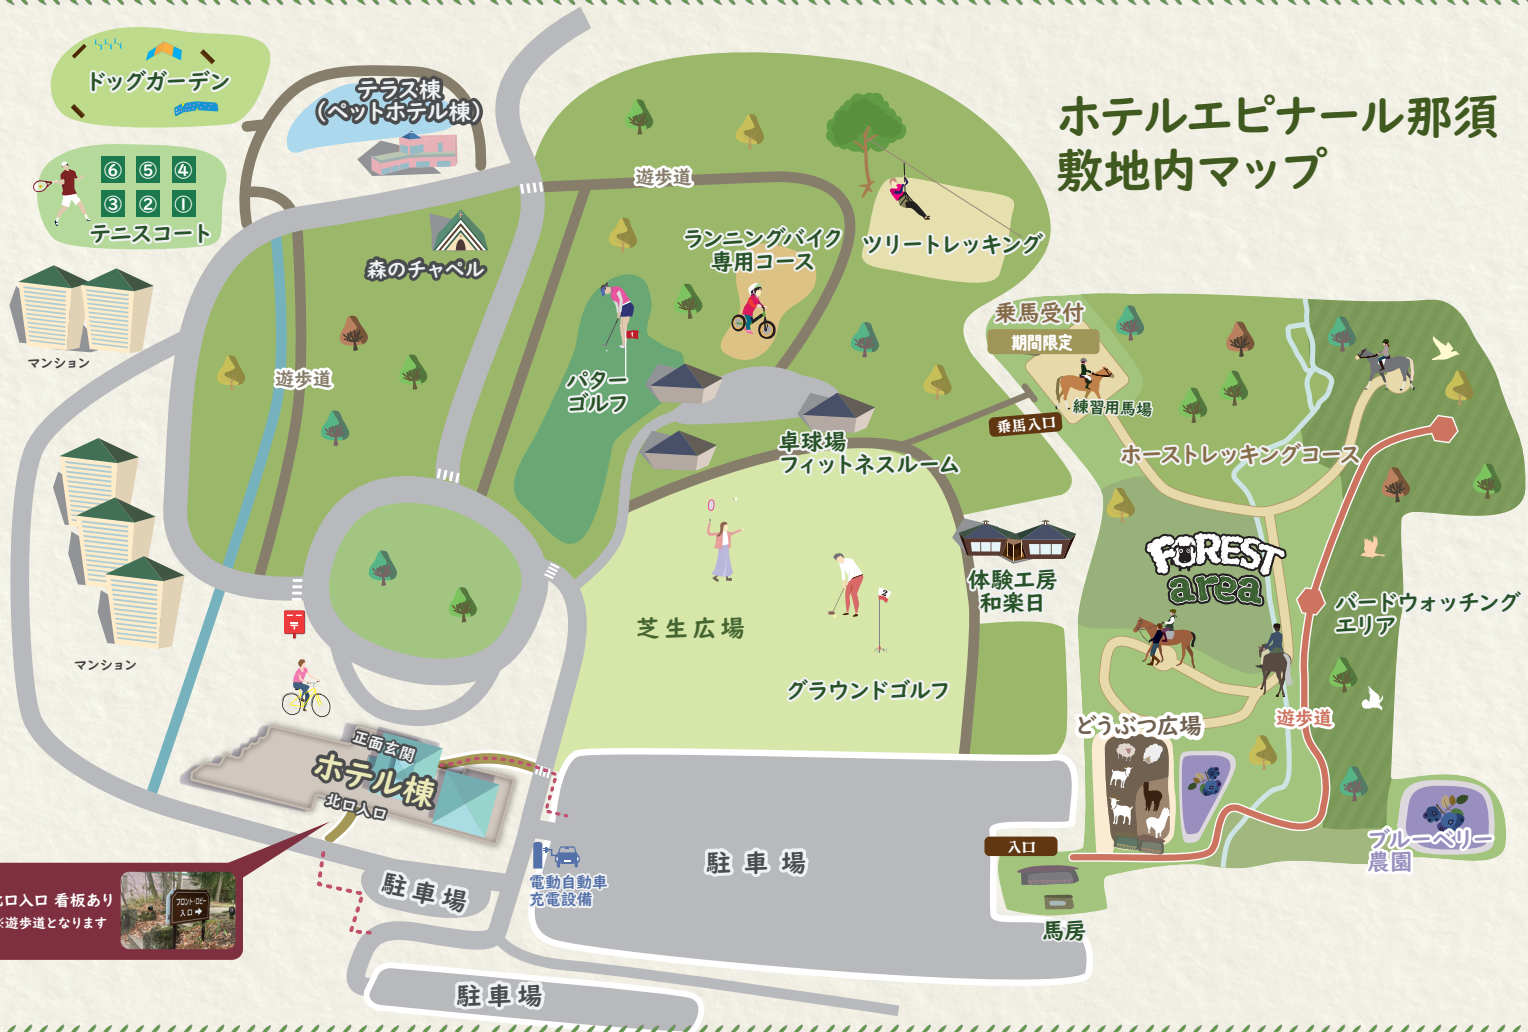 ホテルエピナール那須
敷地内マップ
ドッグガーデン
テラス棟
（ペットホテル棟）
⑥ ⑤ ④
③ ② ①
テニスコート
遊歩道
森のチャペル
ランニングバイク
専用コース
ツリートレッキング
マンション
遊歩道
1
パター
ゴルフ
乗馬受付
期間限定
練習用馬場
乗馬入口
卓球場
フィットネスルーム
ホーストレッキングコース
FOREST
area
体験工房
和楽日
バードウォッチング
エリア
2
芝生広場
グラウンドゴルフ
〒
マンション
どうぶつ広場
遊歩道
正面玄関
ホテル棟
北口入口
ブルーベリー
農園
入口
馬房
電動自動車
充電設備
駐車場
駐車場
駐車場
口入口 看板あり
※遊歩道となります
フロント・ロビー
入口➡